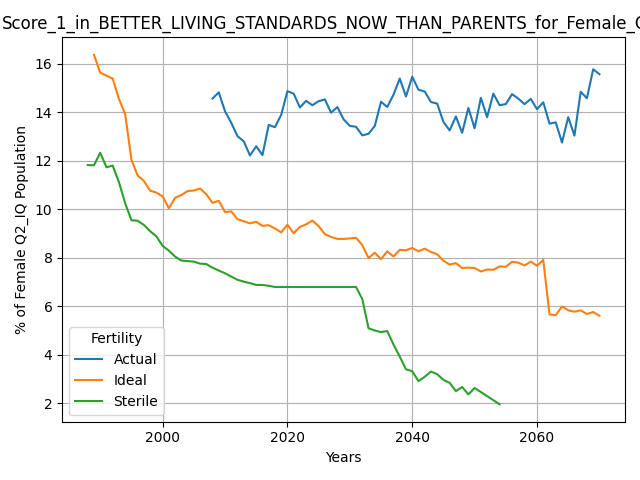 Score_1_in_BETTER_LIVING_STANDARDS_NOW_THAN_PARENTS_for_Female_
% of Female Q2_IQ Population
16
14
12
10
8
6
4
2
Fertility
Actual
Ideal
Sterile
2000
2020
2040
2060
Years